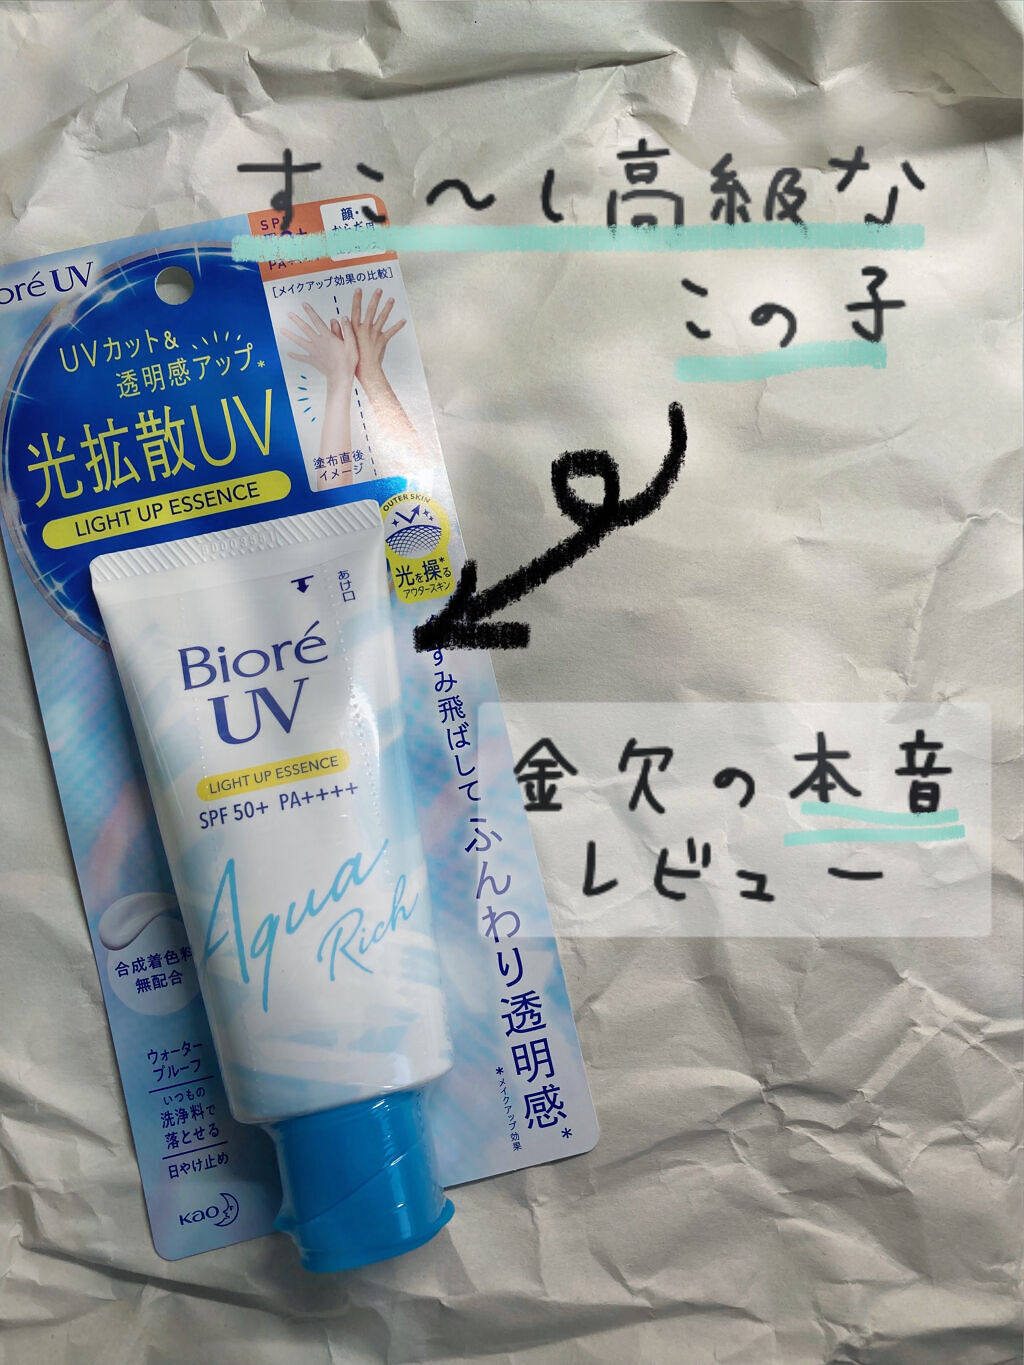 すこ〜し高級な
この子
oré UV
顔・
[メイクアップ効果の比較]
UVカット&
透明感アップ*
光拡散UV
LIGHT UP ESSENCE
塗布直後
イメージ
OUTER SKIN
光を操る*
アウタースキン
あけ口
Bioré
UV
LIGHT UP ESSENCE
SPF 50+ PA++++
Aqua
Rich
すみ飛ばして
ふんわり透明感*
*メイクアップ効果
金欠の本音
レビュー
合成着色料
無配合
ウォーター
プルーフ
いつもの
洗浄料で
落とせる
日やけ止め
Kao